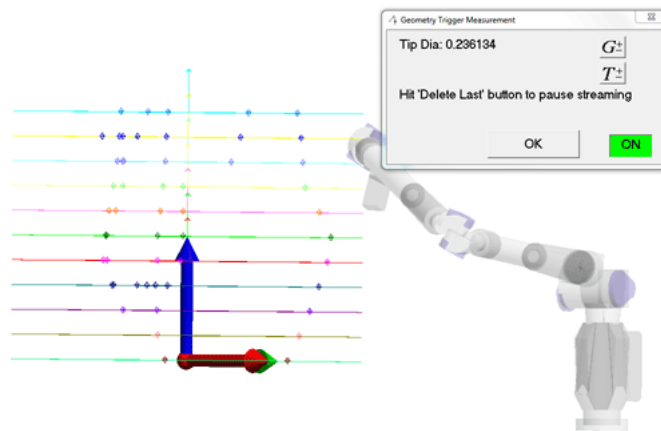 Geometry Trigger Measurement
Tip Dia: 0.236134
G±
T±
Hit 'Delete Last' button to pause streaming
OK
ON